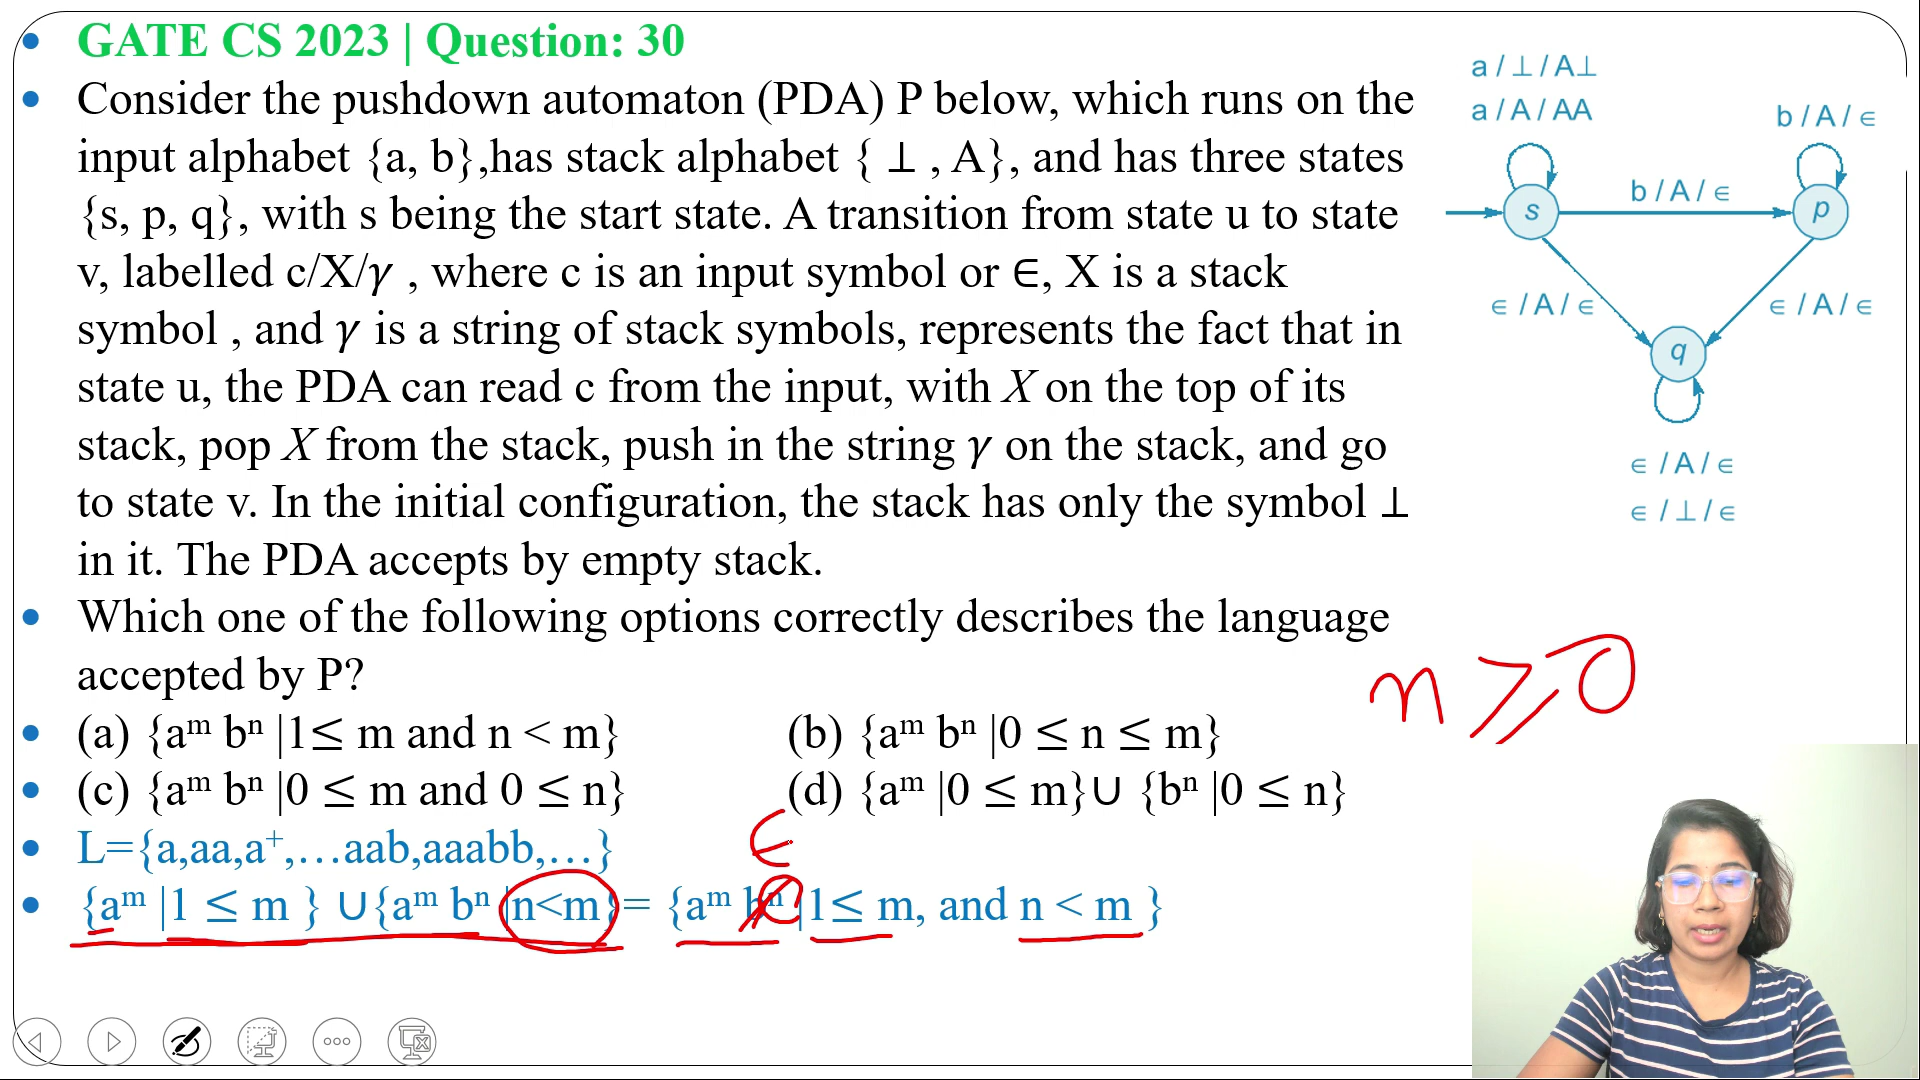 GATE CS 2023 | Question: 30
Consider the pushdown automaton (PDA) P below, which runs on the
input alphabet {a, b},has stack alphabet { ⊥ , A}, and has three states
{s, p, q}, with s being the start state. A transition from state u to state
v, labelled c/X/γ , where c is an input symbol or ∈, X is a stack
symbol , and γ is a string of stack symbols, represents the fact that in
state u, the PDA can read c from the input, with X on the top of its
stack, pop X from the stack, push in the string γ on the stack, and go
to state v. In the initial configuration, the stack has only the symbol ⊥
in it. The PDA accepts by empty stack.
Which one of the following options correctly describes the language
accepted by P?
(a) {aᵐ bⁿ |1≤ m and n < m}
(b) {aᵐ bⁿ |0 ≤ n ≤ m}
(c) {aᵐ bⁿ |0 ≤ m and 0 ≤ n}
(d) {aᵐ |0 ≤ m}∪ {bⁿ |0 ≤ n}
L={a,aa,a⁺,…aab,aaabb,…}
{aᵐ |1 ≤ m } ∪{aᵐ bⁿ |n<m}= {aᵐ bⁿ |1≤ m, and n < m }
∈
n ≥ 0
a / ⊥ / A⊥
a / A / AA
b / A / ∈
b / A / ∈
s
p
∈ / A / ∈
∈ / A / ∈
q
∈ / A / ∈
∈ / ⊥ / ∈